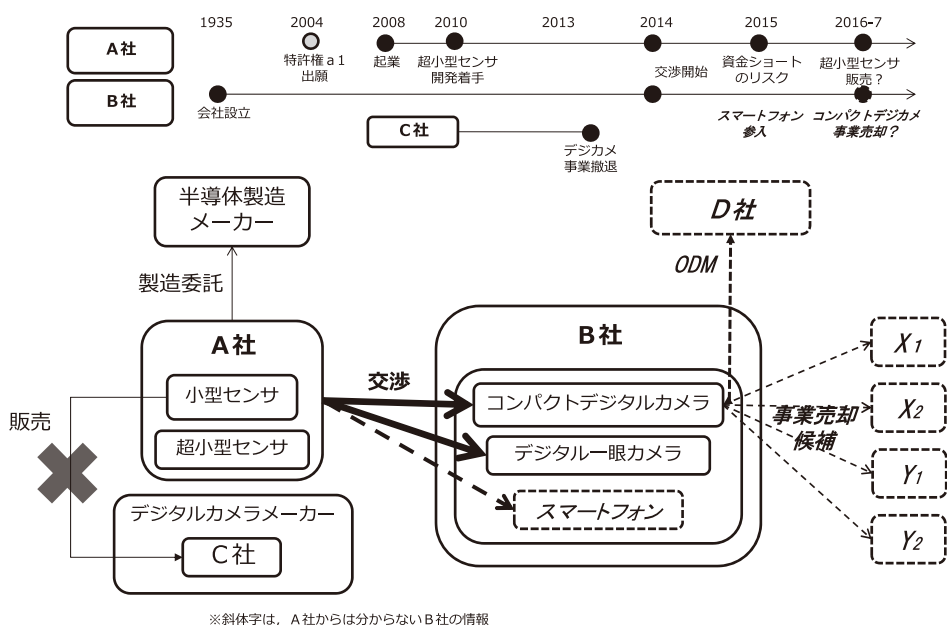 1935 2004 2008 2010 2013 2014 2015 2016-7
A社
特許権a1
出願
起業
超小型センサ
開発着手
交渉開始
資金ショート
のリスク
超小型センサ
販売?
B社
会社設立
スマートフォン
参入
コンパクトデジカメ
事業売却?
C社
デジカメ
事業撤退
半導体製造
メーカー
製造委託
D社
ODM
A社
小型センサ
超小型センサ
販売
デジタルカメラメーカー
C社
交渉
B社
コンパクトデジタルカメラ
デジタル一眼カメラ
スマートフォン
事業売却
候補
X1
X2
Y1
Y2
※斜体字は,A社からは分からないB社の情報